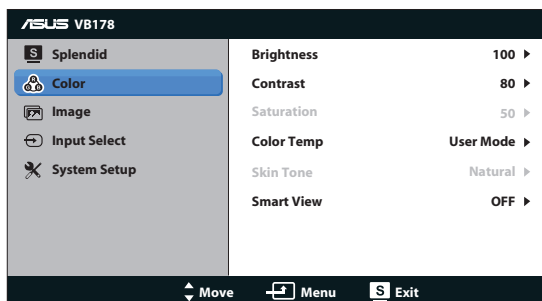 ASUS VB178
S Splendid
Color
Image
Input Select
System Setup
Brightness 100
Contrast 80
Saturation 50
Color Temp User Mode
Skin Tone Natural
Smart View OFF
Move Menu S Exit